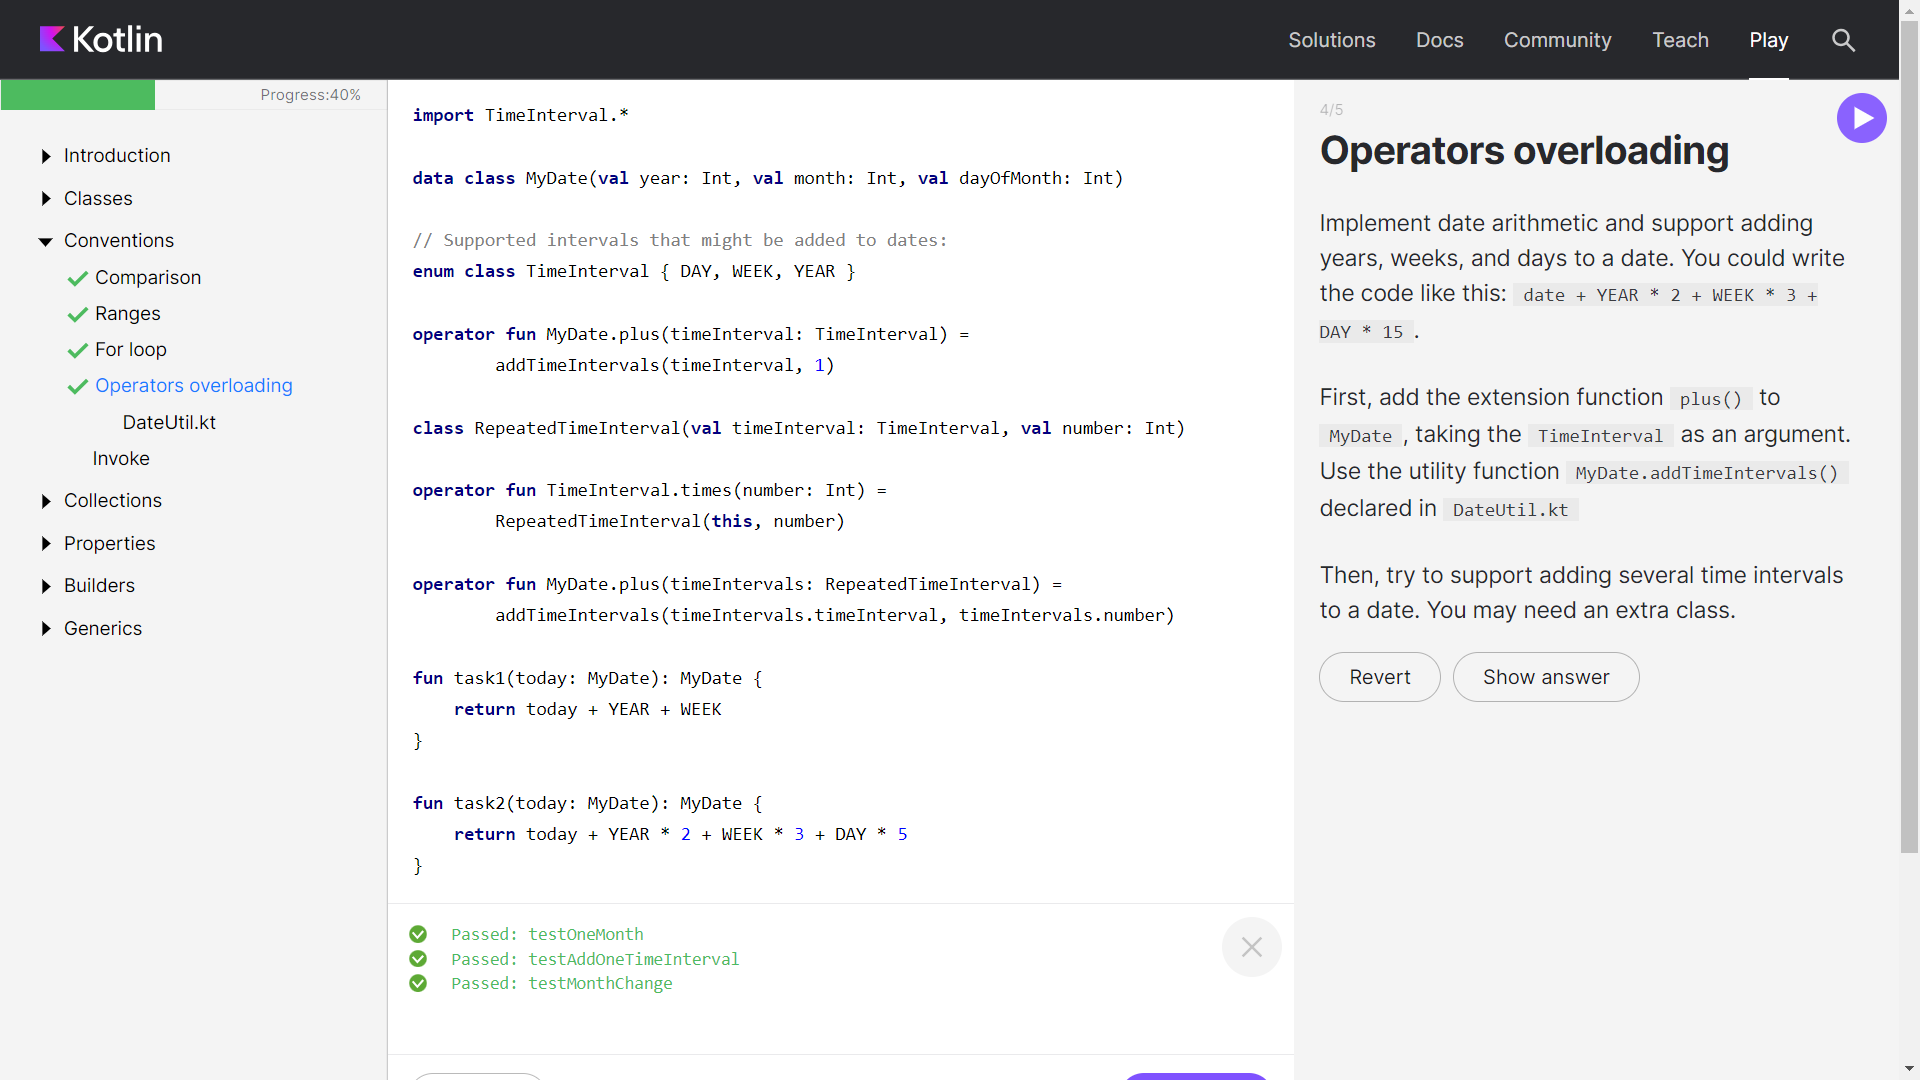 Kotlin
Solutions Docs Community Teach Play
Progress:40%
Introduction
Classes
Conventions
Comparison
Ranges
For loop
Operators overloading
DateUtil.kt
Invoke
Collections
Properties
Builders
Generics
import TimeInterval.*
data class MyDate(val year: Int, val month: Int, val dayOfMonth: Int)
// Supported intervals that might be added to dates:
enum class TimeInterval { DAY, WEEK, YEAR }
operator fun MyDate.plus(timeInterval: TimeInterval) =
        addTimeIntervals(timeInterval, 1)
class RepeatedTimeInterval(val timeInterval: TimeInterval, val number: Int)
operator fun TimeInterval.times(number: Int) =
        RepeatedTimeInterval(this, number)
operator fun MyDate.plus(timeIntervals: RepeatedTimeInterval) =
        addTimeIntervals(timeIntervals.timeInterval, timeIntervals.number)
fun task1(today: MyDate): MyDate {
    return today + YEAR + WEEK
}
fun task2(today: MyDate): MyDate {
    return today + YEAR * 2 + WEEK * 3 + DAY * 5
}
Passed: testOneMonth
Passed: testAddOneTimeInterval
Passed: testMonthChange
4/5
Operators overloading
Implement date arithmetic and support adding
years, weeks, and days to a date. You could write
the code like this: date + YEAR * 2 + WEEK * 3 +
DAY * 15 .
First, add the extension function plus() to
MyDate , taking the TimeInterval as an argument.
Use the utility function MyDate.addTimeIntervals()
declared in DateUtil.kt
Then, try to support adding several time intervals
to a date. You may need an extra class.
Revert
Show answer